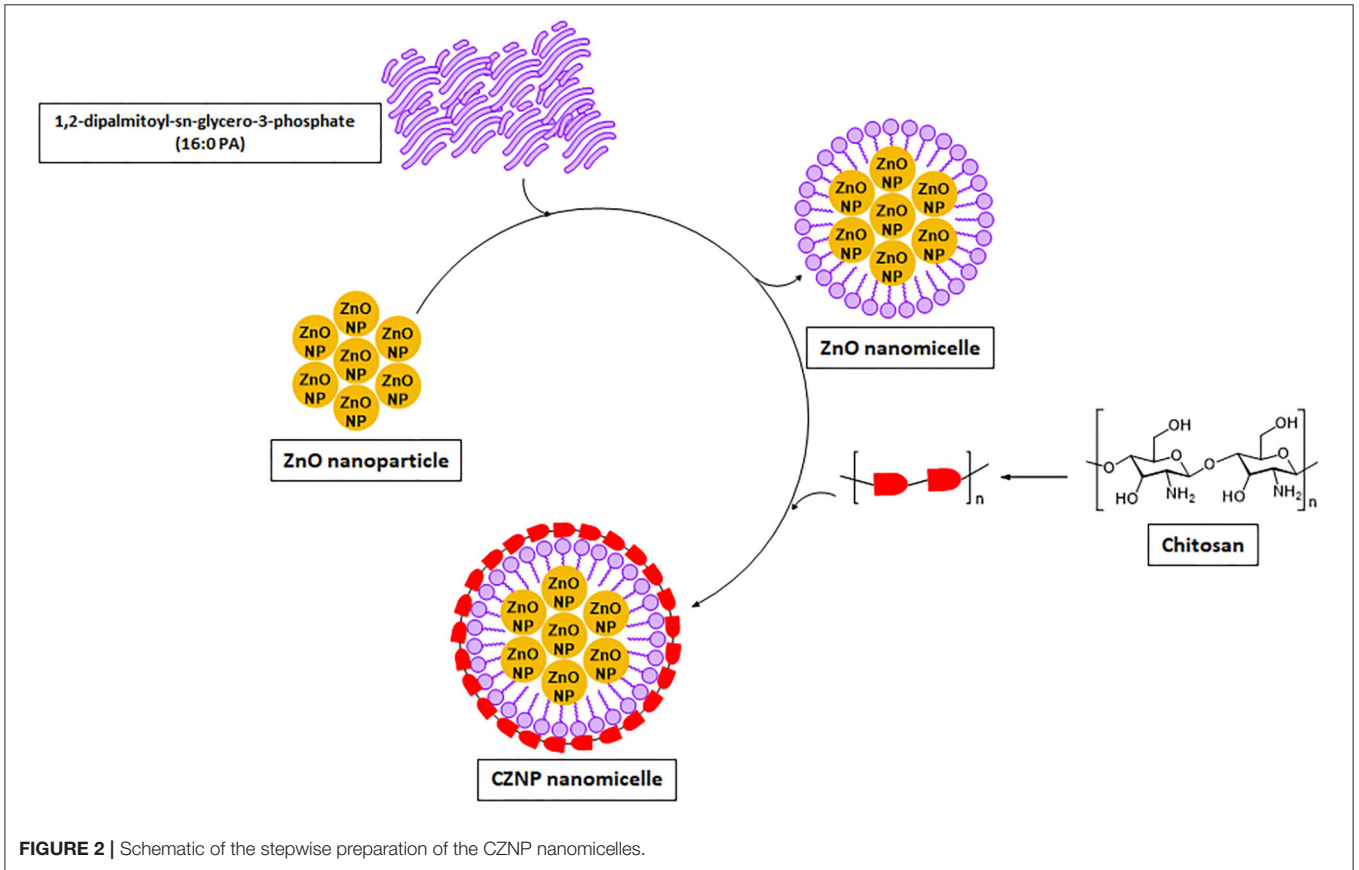 1,2-dipalmitoyl-sn-glycero-3-phosphate
(16:0 PA)
ZnO
NP
ZnO
NP
ZnO
NP
ZnO
NP
ZnO
NP
ZnO
NP
ZnO
NP
ZnO nanomicelle
ZnO
NP
ZnO
NP
ZnO
NP
ZnO
NP
ZnO
NP
ZnO
NP
ZnO
NP
ZnO nanoparticle
n
OH
O
O
HO
NH2
O
OH
O
HO
NH2
n
Chitosan
ZnO
NP
ZnO
NP
ZnO
NP
ZnO
NP
ZnO
NP
ZnO
NP
ZnO
NP
CZNP nanomicelle
FIGURE 2 | Schematic of the stepwise preparation of the CZNP nanomicelles.